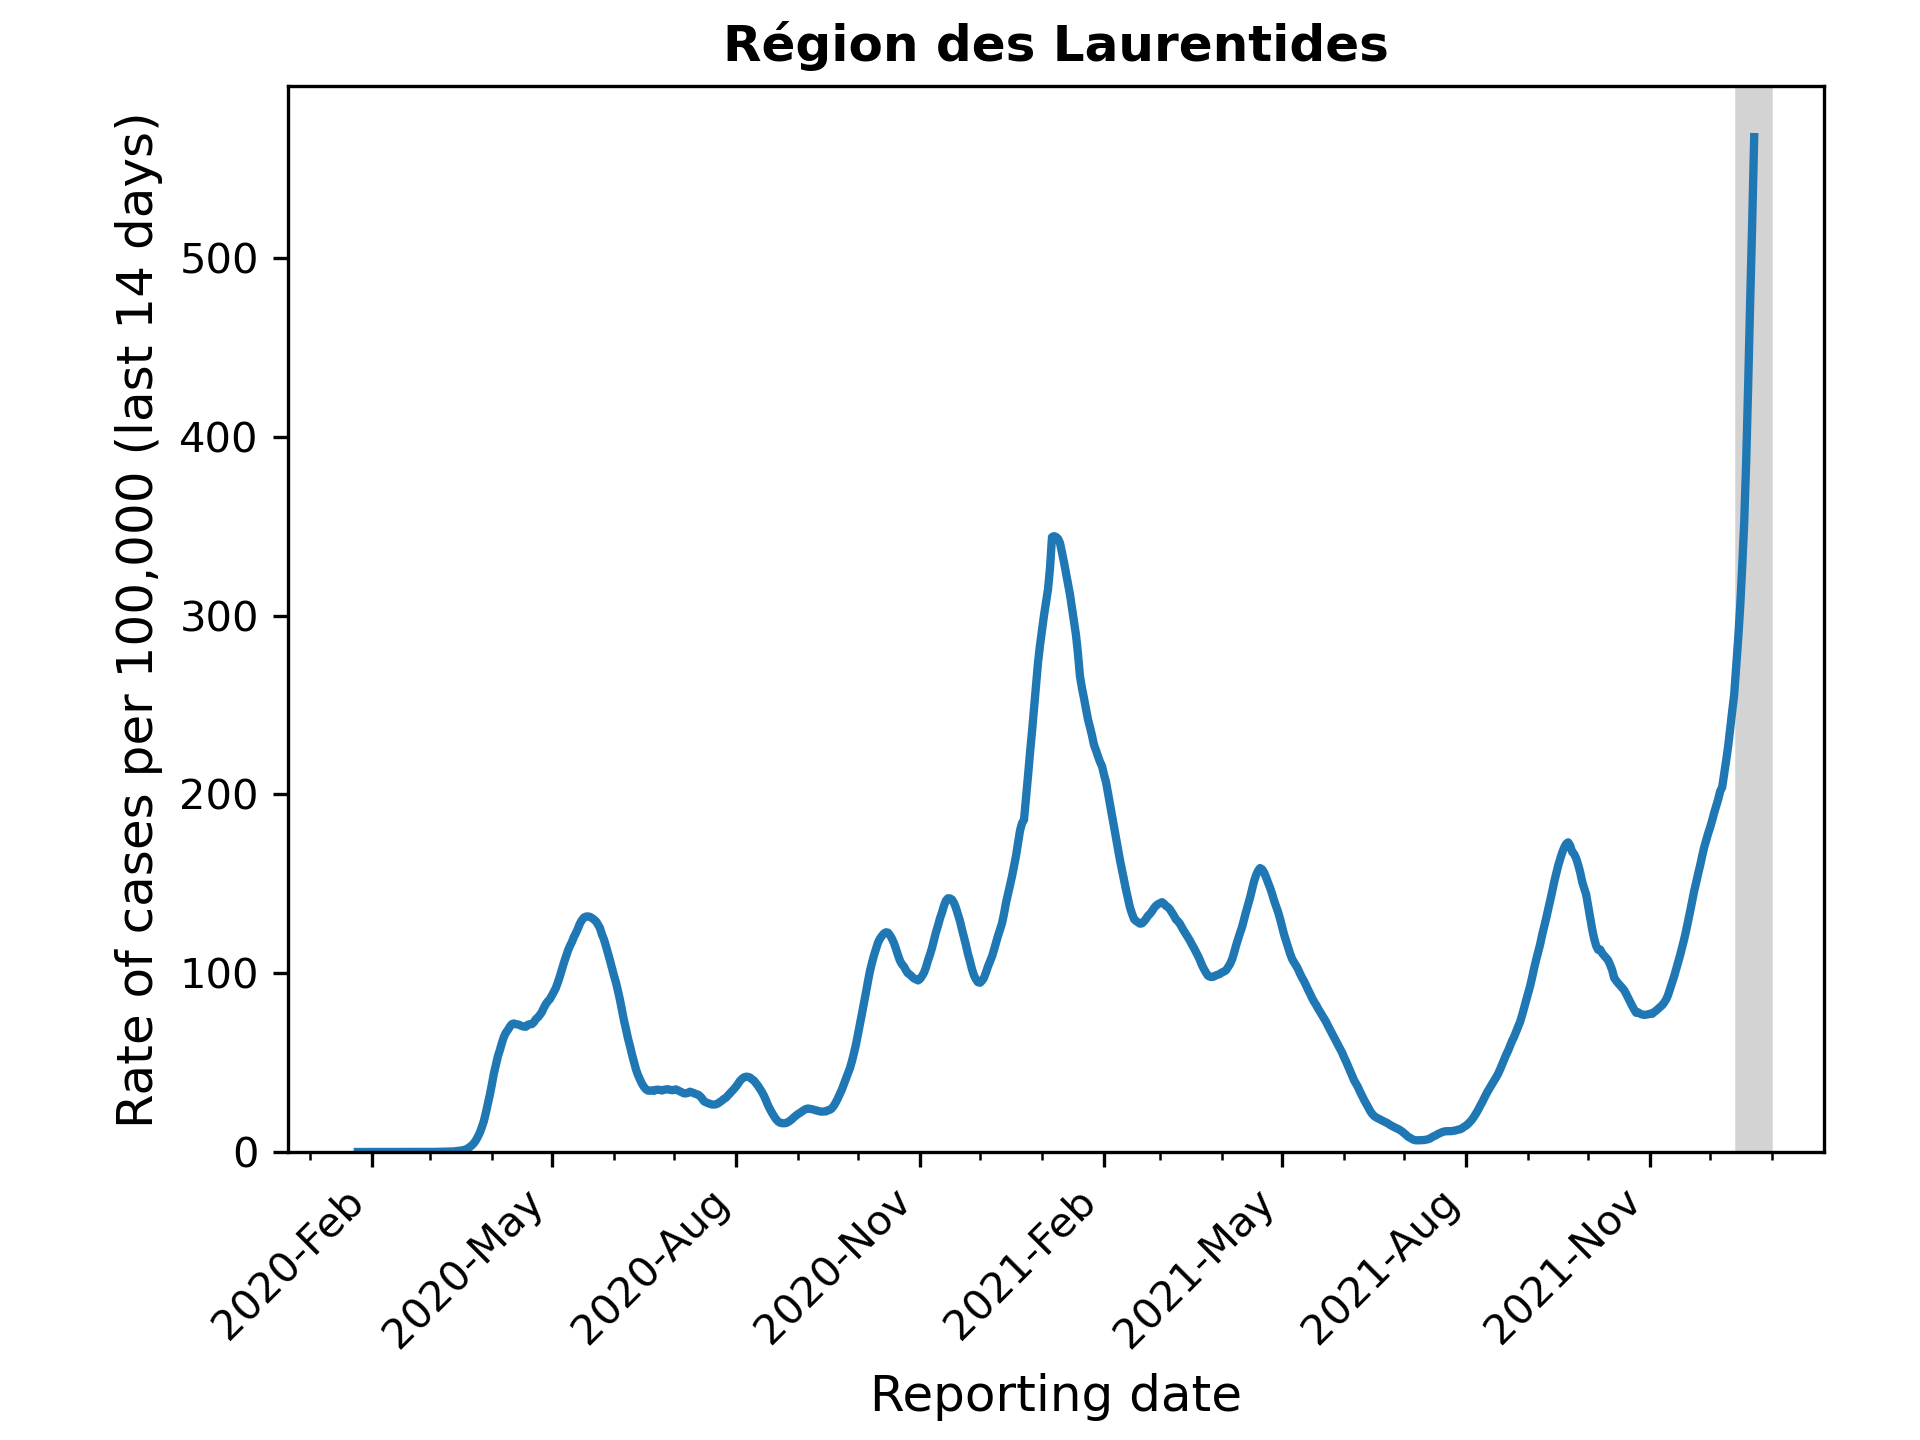 Région des Laurentides
Rate of cases per 100,000 (last 14 days)
500
400
300
200
100
0
2020-Feb
2020-May
2020-Aug
2020-Nov
2021-Feb
2021-May
2021-Aug
2021-Nov
Reporting date